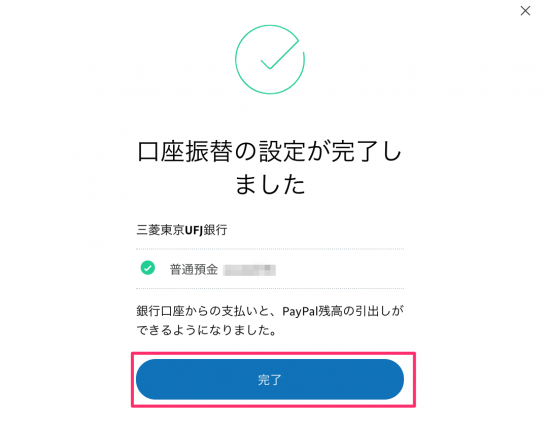 口座振替の設定が完了し
ました
三菱東京UFJ銀行
普通預金
銀行口座からの支払いと、PayPal残高の引出しが
できるようになりました。
完了